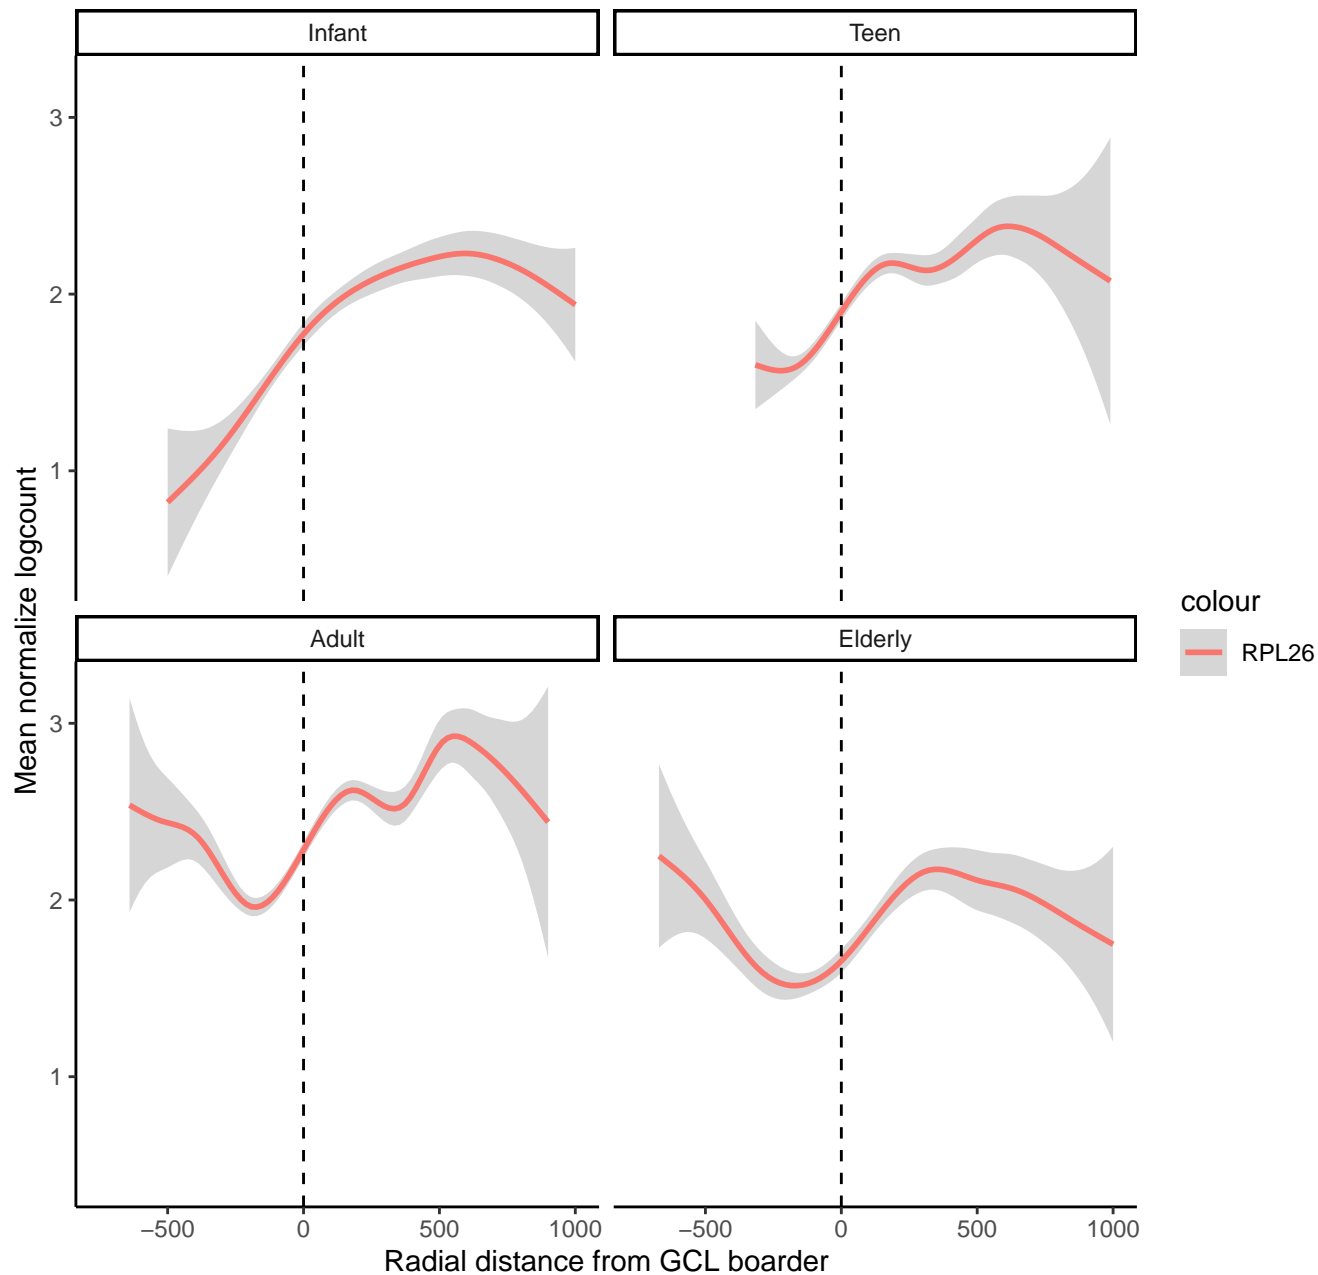 Infant
Teen
3
2
1
Adult
Elderly
3
2
1
−500
0
500
1000
−500
0
500
1000
Radial distance from GCL boarder
Mean normalize logcount
colour
RPL26